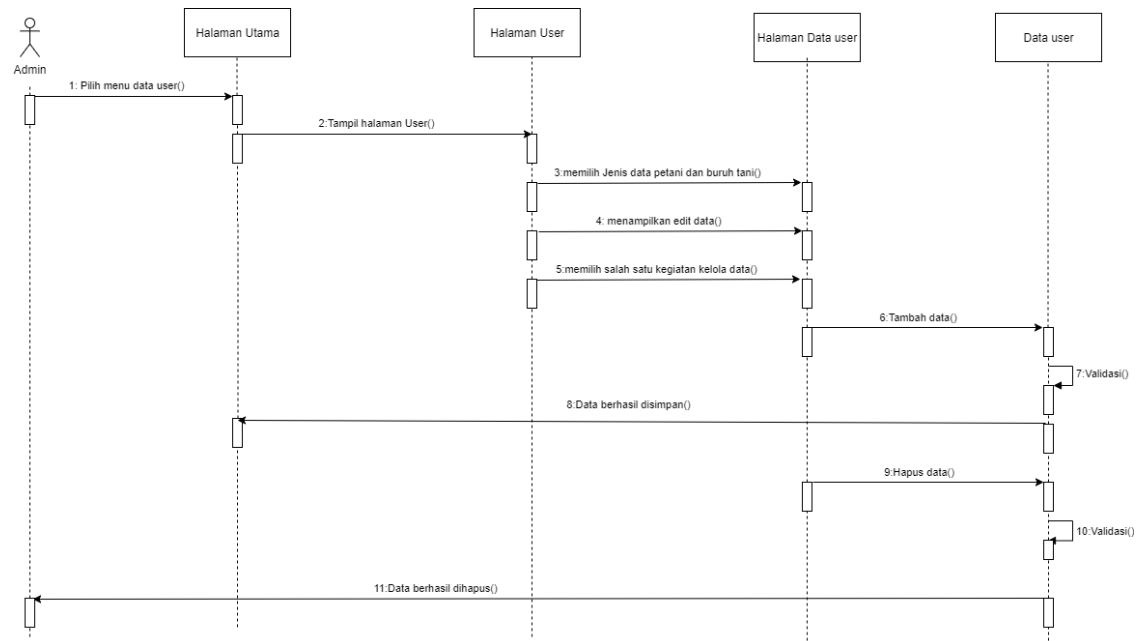 Halaman Utama
Halaman User
Halaman Data user
Data user
Admin
1: Pilih menu data user()
2:Tampil halaman User()
3:memilih Jenis data petani dan buruh tani()
4: menampilkan edit data()
5:memilih salah satu kegiatan kelola data()
6:Tambah data()
7:Validasi()
8:Data berhasil disimpan()
9:Hapus data()
10:Validasi()
11:Data berhasil dihapus()